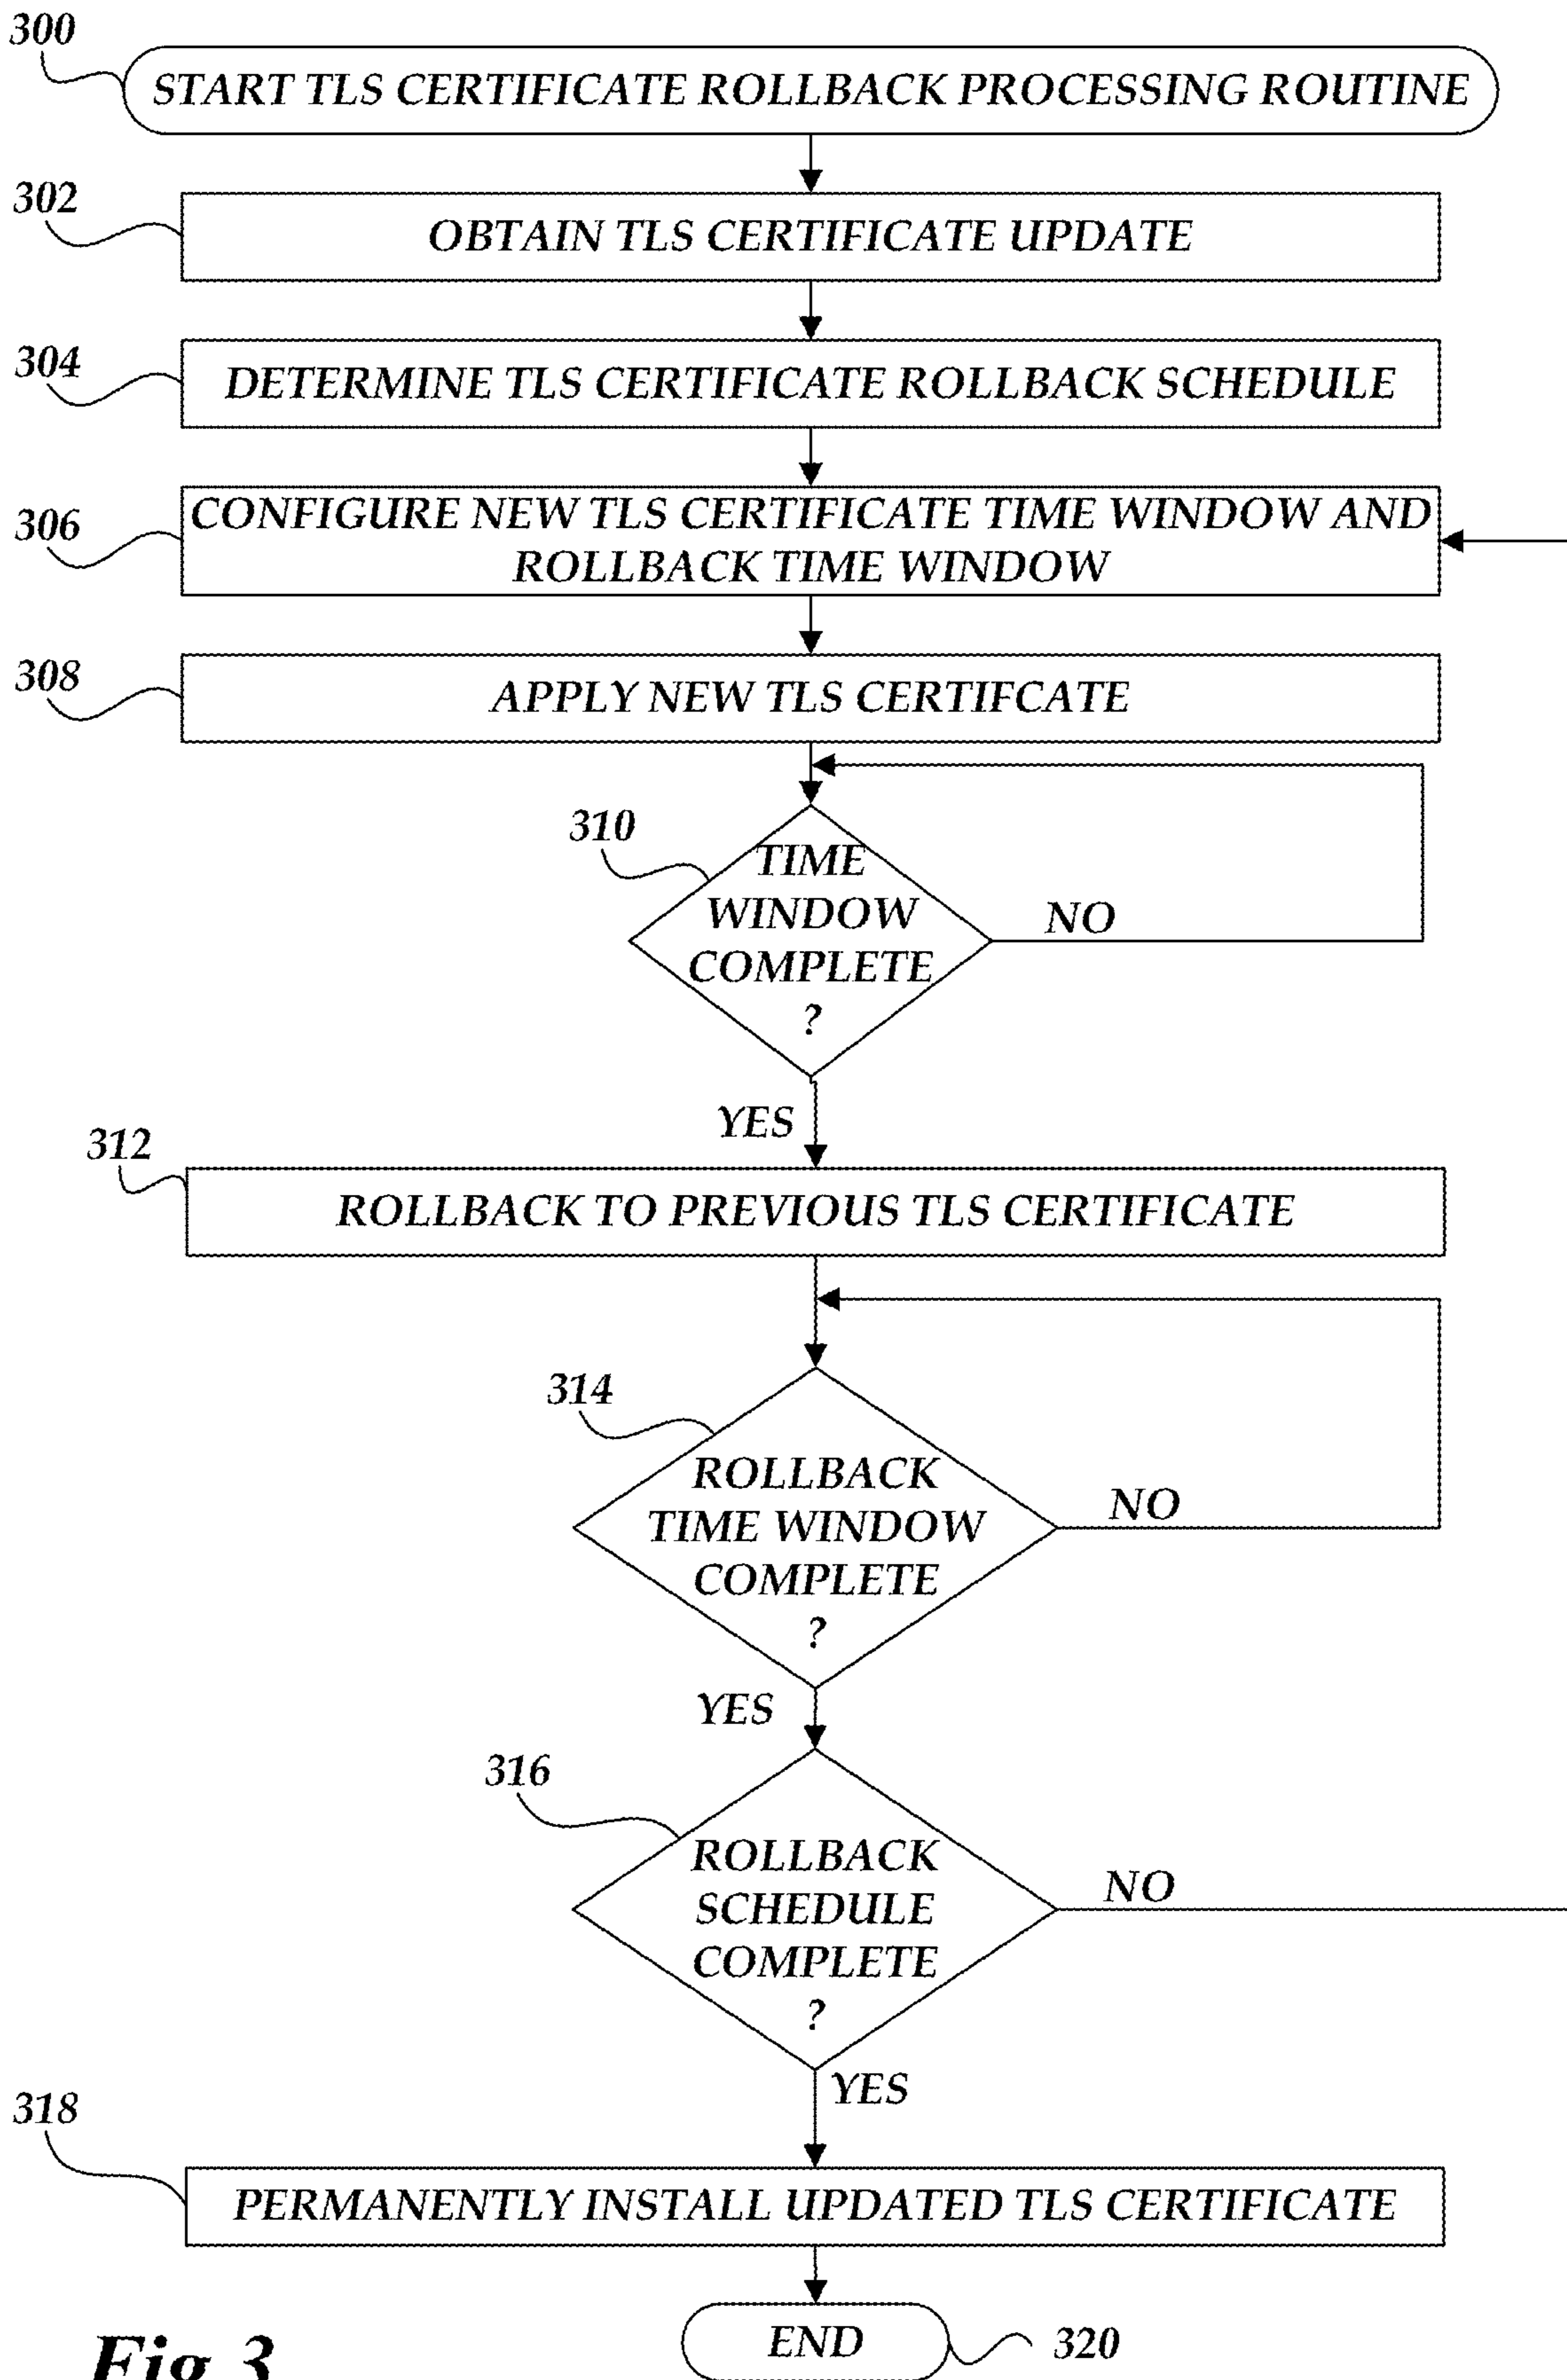 300
START TLS CERTIFICATE ROLLBACK PROCESSING ROUTINE
302
OBTAIN TLS CERTIFICATE UPDATE
304
DETERMINE TLS CERTIFICATE ROLLBACK SCHEDULE
306
CONFIGURE NEW TLS CERTIFICATE TIME WINDOW AND
ROLLBACK TIME WINDOW
308
APPLY NEW TLS CERTIFCATE
310
TIME
WINDOW
COMPLETE
?
NO
YES
312
ROLLBACK TO PREVIOUS TLS CERTIFICATE
314
ROLLBACK
TIME WINDOW
COMPLETE
?
NO
YES
316
ROLLBACK
SCHEDULE
COMPLETE
?
NO
YES
318
PERMANENTLY INSTALL UPDATED TLS CERTIFICATE
END
320
Fig.3.